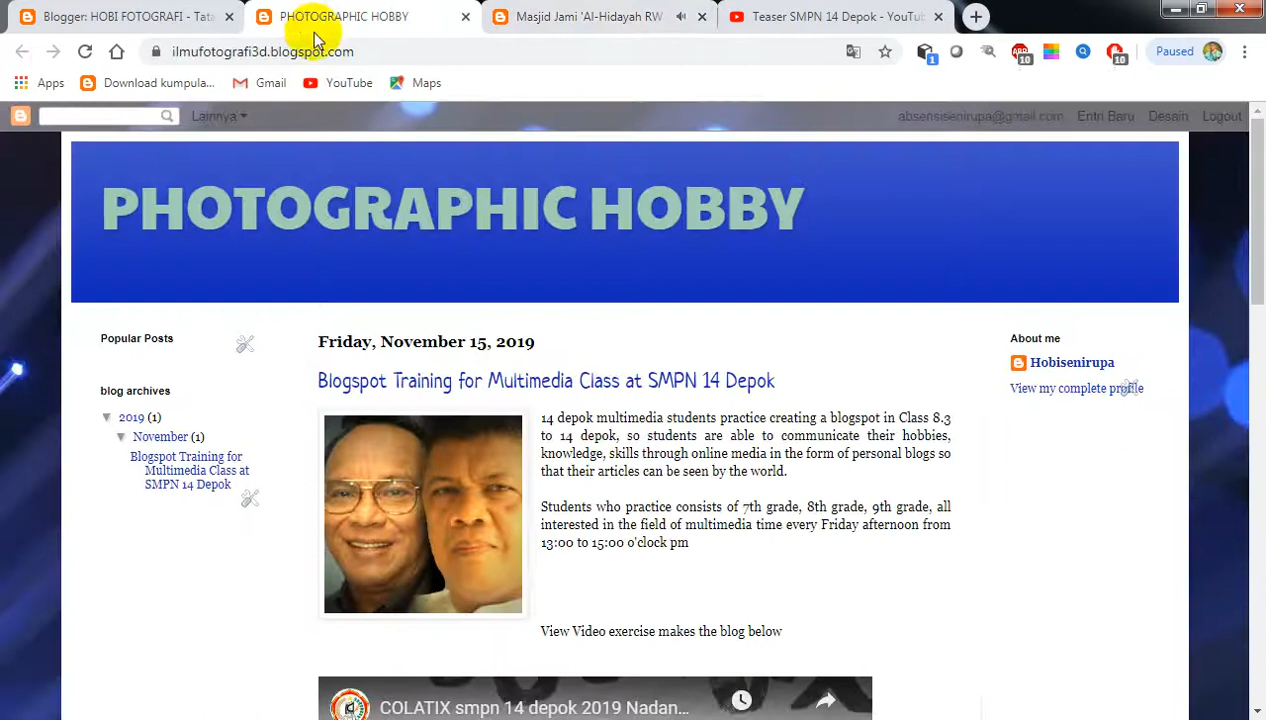 Blogger: HOBI FOTOGRAFI - Tata
PHOTOGRAPHIC HOBBY
Masjid Jami 'Al-Hidayah RW
Teaser SMPN 14 Depok - YouTu
ilmufotografi3d.blogspot.com
1
10
10
Paused
Apps
Download kumpula...
Gmail
YouTube
Maps
Lainnya
absensisenirupa@gmail.com
Entri Baru
Desain
Logout
PHOTOGRAPHIC HOBBY
Popular Posts
Friday, November 15, 2019
About me
Hobisenirupa
View my complete profile
Blogspot Training for Multimedia Class at SMPN 14 Depok
blog archives
▼ 2019 (1)
▼ November (1)
Blogspot Training for
Multimedia Class at
SMPN 14 Depok
14 depok multimedia students practice creating a blogspot in Class 8.3
to 14 depok, so students are able to communicate their hobbies,
knowledge, skills through online media in the form of personal blogs so
that their articles can be seen by the world.
Students who practice consists of 7th grade, 8th grade, 9th grade, all
interested in the field of multimedia time every Friday afternoon from
13:00 to 15:00 o'clock pm
View Video exercise makes the blog below
COLATIX smpn 14 depok 2019 Nadan...